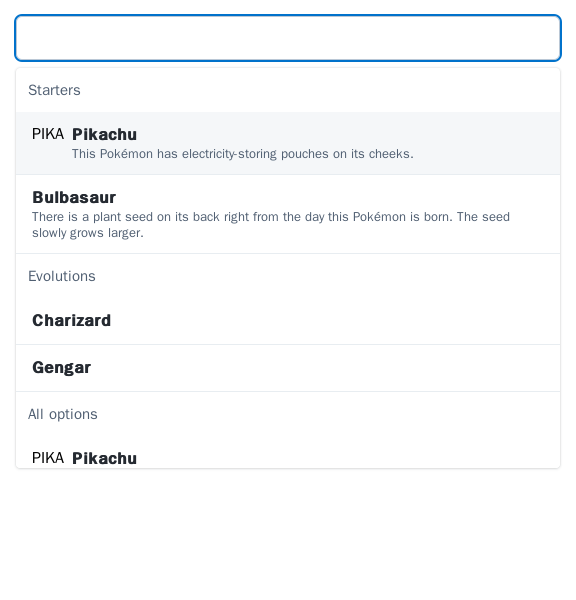 Starters
PIKA Pikachu
This Pokémon has electricity-storing pouches on its cheeks.
Bulbasaur
There is a plant seed on its back right from the day this Pokémon is born. The seed
slowly grows larger.
Evolutions
Charizard
Gengar
All options
PIKA Pikachu